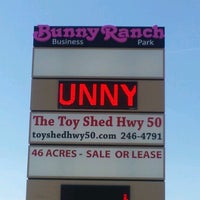 Bunny Ranch
Business Park
UNNY
The Toy Shed Hwy 50
toyshedhwy50.com 246-4791
46 ACRES - SALE OR LEASE